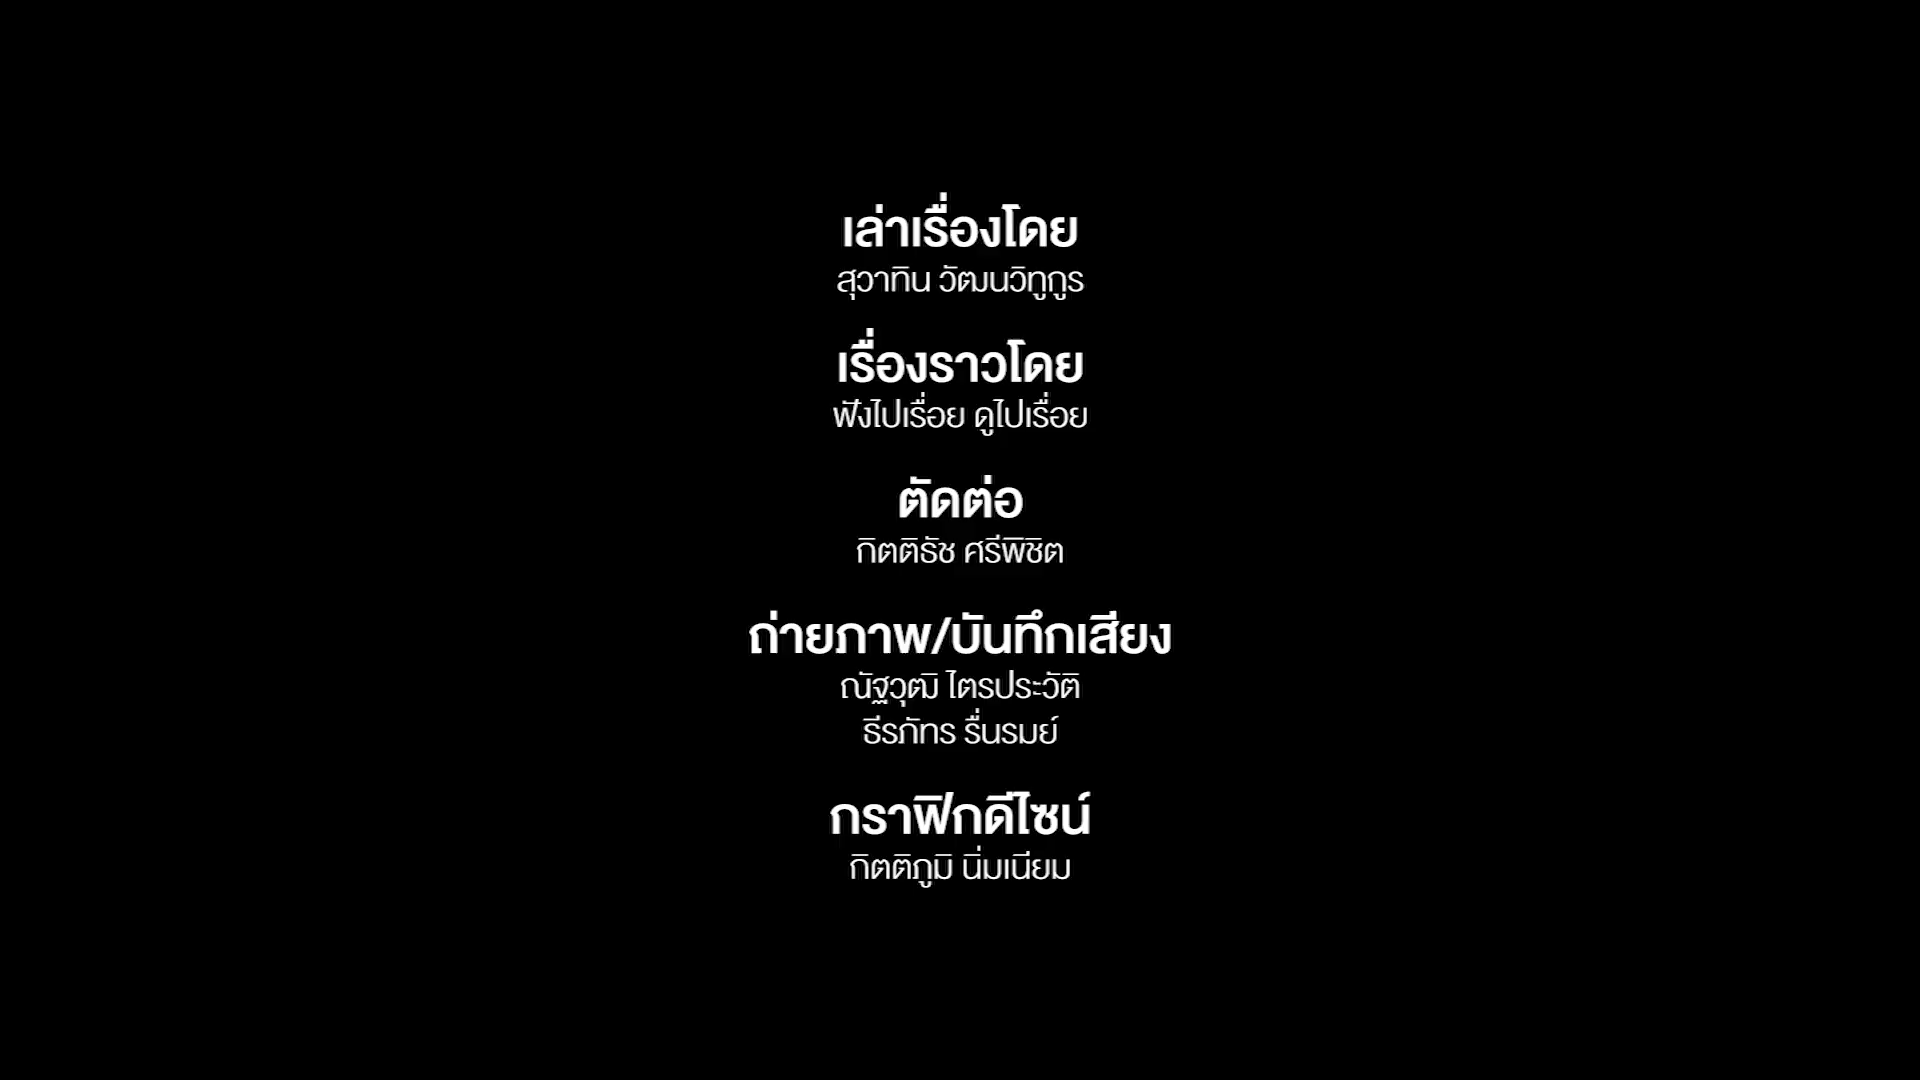 เล่าเรื่องโดย
สุวาทิน วัฒนวิทูกูร
เรื่องราวโดย
ฟังไปเรื่อย ดูไปเรื่อย
ตัดต่อ
กิตติธัช ศรีพิชิต
ถ่ายภาพ/บันทึกเสียง
ณัฐวุฒิ ไตรประวัติ
ธีรภัทร รื่นรมย์
กราฟิกดีไซน์
กิตติภูมิ นิ่มเนียม